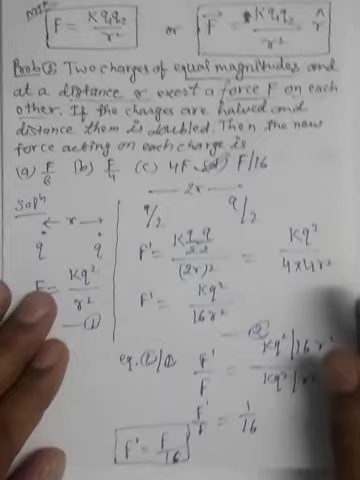 F = Kq₁q₂ / r² or F⃗ = Kq₁q₂ / r² r̂
Prob ① Two charges of equal magnitudes and
at a distance r exert a force F on each
other. If the charges are halved and
distance them is doubled. Then the new
force acting on each charge is
(a) F/8 (b) F/4 (c) 4F (d) F/16
Solⁿ
← r →
q q
F = Kq² / r²
— ①
2r
q/2 q/2
F' = K q/2 q/2 / (2r)² = Kq² / 4×4r²
F' = Kq² / 16r²
— ②
eq. ②/① F'/F = Kq²/16r² / Kq²/r²
F'/F = 1/16
F' = F/16